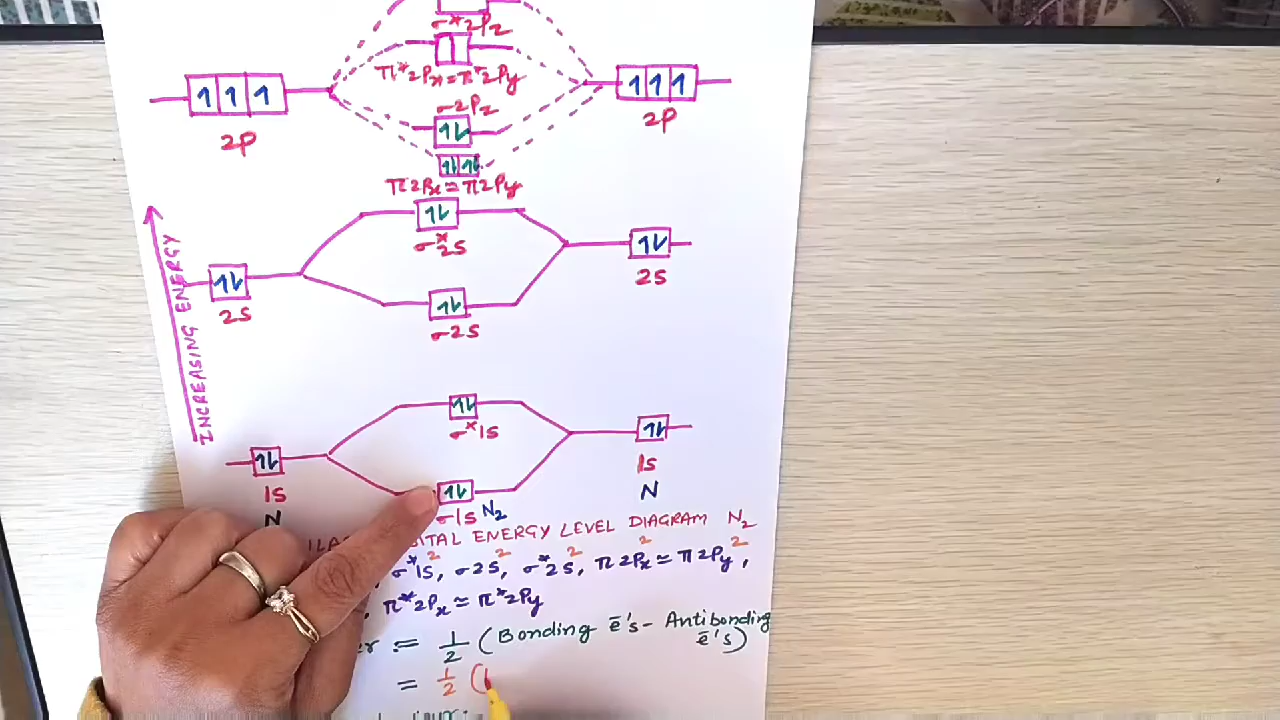 σ*2Pz
π*2Px=π*2Py
↿ ↿ ↿
2P
σ2Pz
↿⇂
↿ ↿ ↿
2P
↿⇂ ↿⇂
π2Px≃π2Py
↿⇂
σ*2S
↿⇂
2S
↿⇂
2S
↿⇂
σ2S
INCREASING ENERGY
↿⇂
σ*1S
↿⇂
1S
N
↿⇂
1S
N
↿⇂
σ1S N2
ENERGY LEVEL DIAGRAM N2
, σ*1S², σ2S², σ*2S², π2Px²≃π2Py²,
, π*2Px≃π*2Py
= 1/2 (Bonding ē's- Antibonding ē's)
= 1/2 (